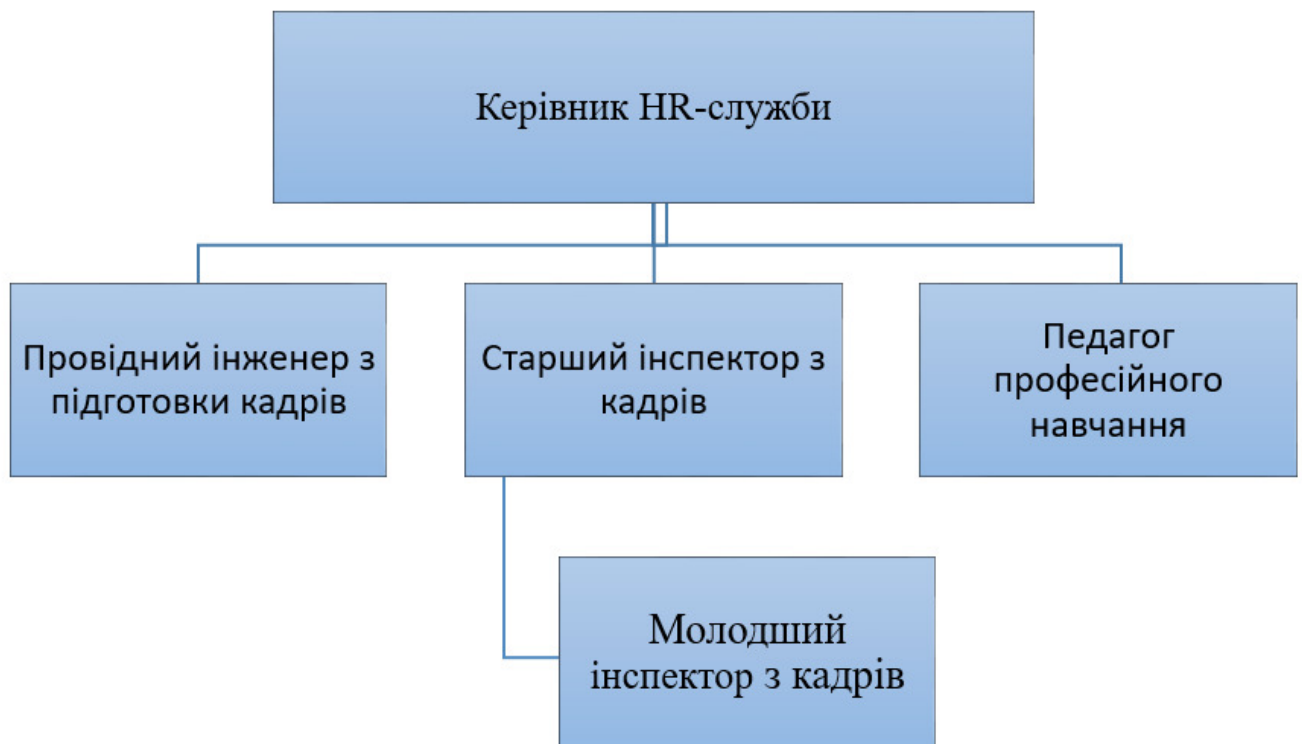 Керівник HR-служби
Провідний інженер з
підготовки кадрів
Старший інспектор з
кадрів
Педагог
професійного
навчання
Молодший
інспектор з кадрів